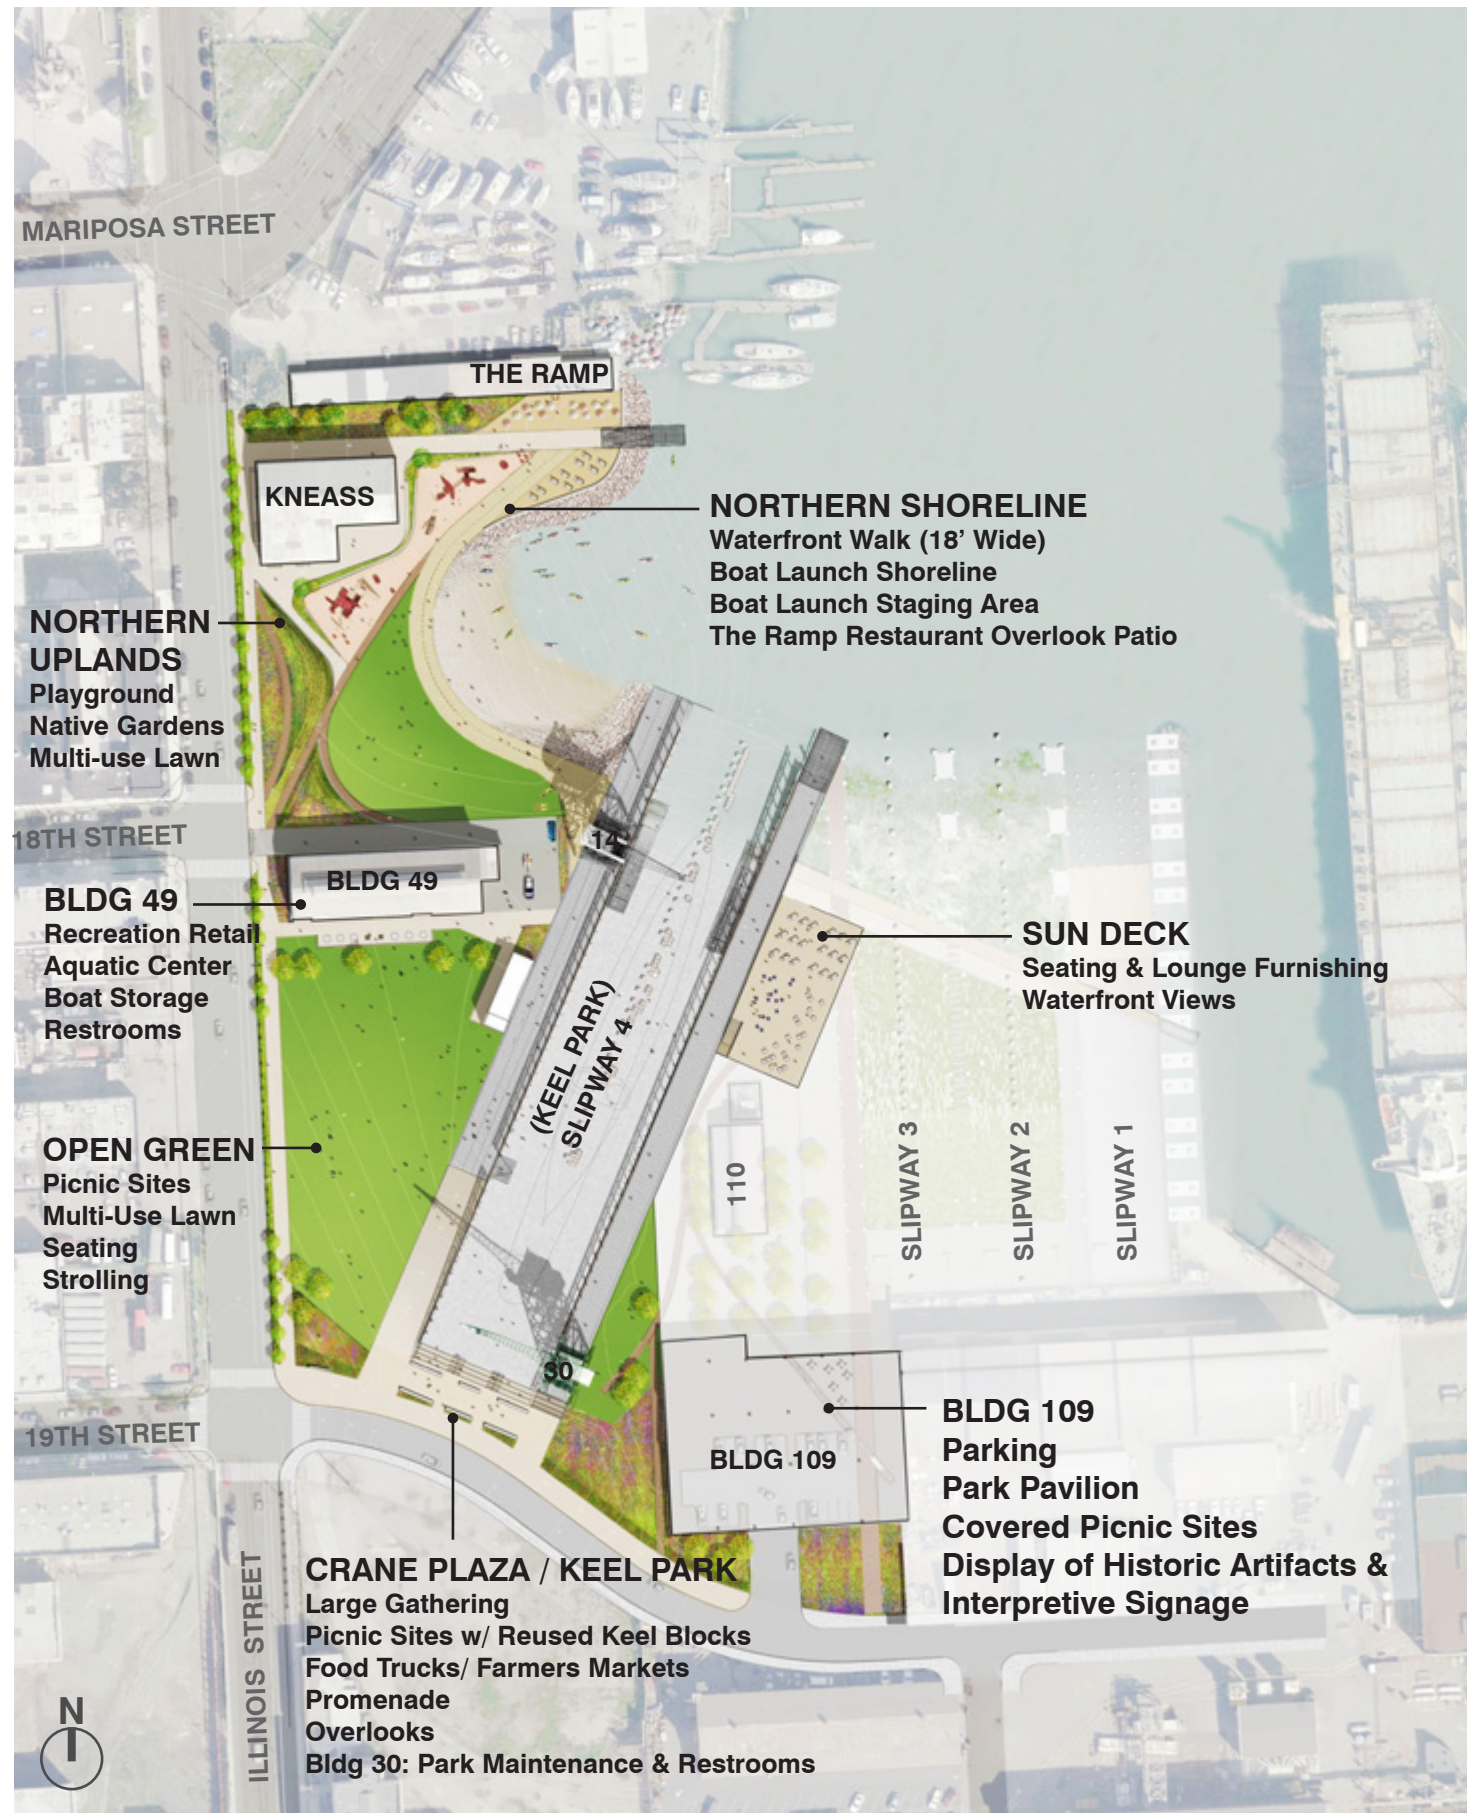 MARIPOSA STREET
THE RAMP
KNEASS
NORTHERN SHORELINE
Waterfront Walk (18’ Wide)
Boat Launch Shoreline
Boat Launch Staging Area
The Ramp Restaurant Overlook Patio
NORTHERN
UPLANDS
Playground
Native Gardens
Multi-use Lawn
18TH STREET
14
BLDG 49
BLDG 49
Recreation Retail
Aquatic Center
Boat Storage
Restrooms
SUN DECK
Seating & Lounge Furnishing
Waterfront Views
(KEEL PARK)
SLIPWAY 4
OPEN GREEN
Picnic Sites
Multi-Use Lawn
Seating
Strolling
110
SLIPWAY 3
SLIPWAY 2
SLIPWAY 1
30
19TH STREET
BLDG 109
BLDG 109
Parking
Park Pavilion
Covered Picnic Sites
Display of Historic Artifacts &
Interpretive Signage
CRANE PLAZA / KEEL PARK
Large Gathering
Picnic Sites w/ Reused Keel Blocks
Food Trucks/ Farmers Markets
Promenade
Overlooks
Bldg 30: Park Maintenance & Restrooms
ILLINOIS STREET
N